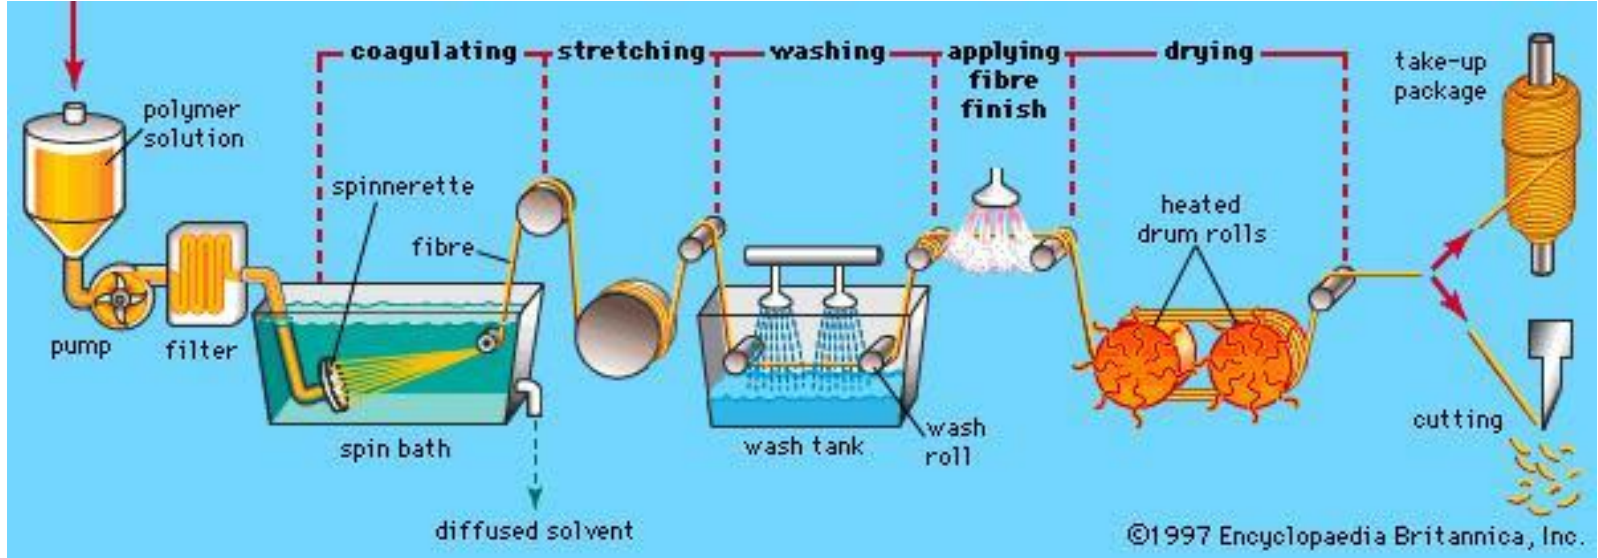 coagulating
stretching
washing
applying
fibre
finish
drying
take-up
package
polymer
solution
spinnerette
fibre
heated
drum rolls
pump
filter
cutting
spin bath
wash tank
wash
roll
diffused solvent
©1997 Encyclopaedia Britannica, Inc.